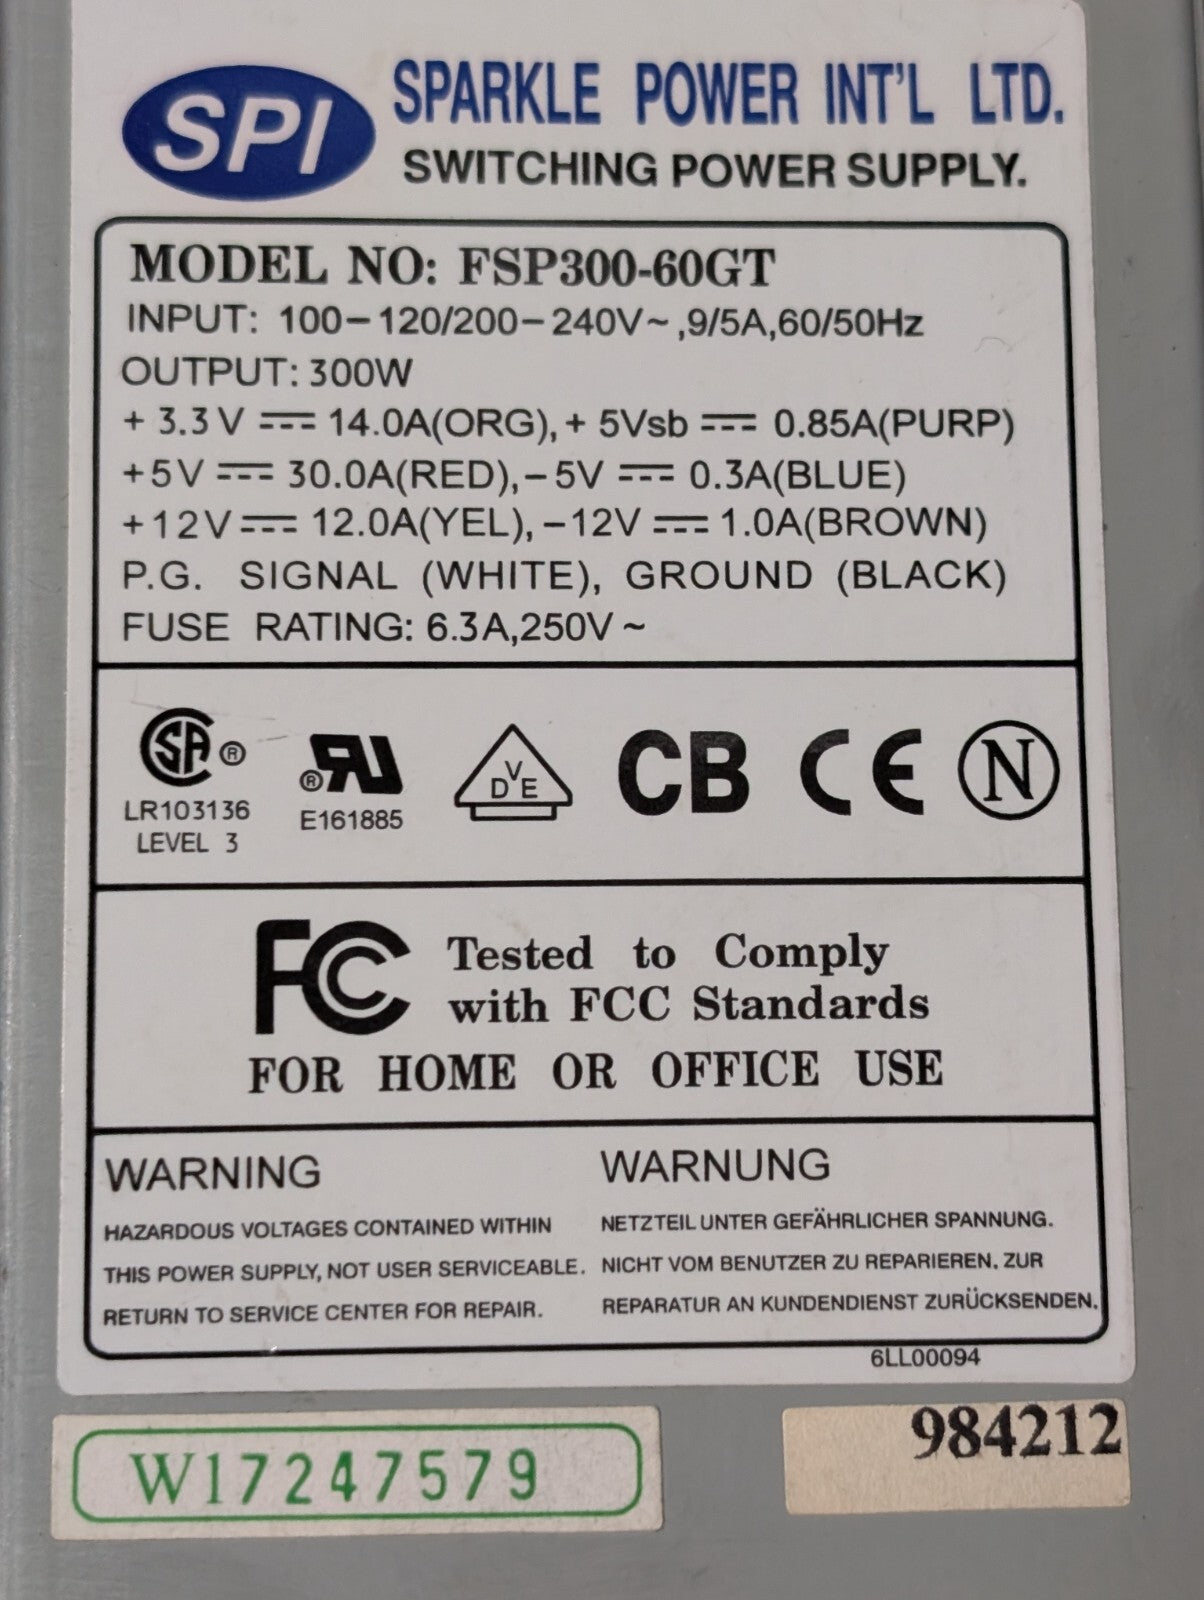 SPI SPARKLE POWER INT'L LTD.
SWITCHING POWER SUPPLY.
MODEL NO: FSP300-60GT
INPUT: 100-120/200-240V~,9/5A,60/50Hz
OUTPUT: 300W
+ 3.3V ⎓ 14.0A(ORG),+ 5Vsb ⎓ 0.85A(PURP)
+5V ⎓ 30.0A(RED),-5V ⎓ 0.3A(BLUE)
+12V ⎓ 12.0A(YEL),-12V ⎓ 1.0A(BROWN)
P.G. SIGNAL (WHITE), GROUND (BLACK)
FUSE RATING: 6.3A,250V~
SA® ®RU VDE CB CE N
LR103136 E161885
LEVEL 3
FC Tested to Comply
with FCC Standards
FOR HOME OR OFFICE USE
WARNING
HAZARDOUS VOLTAGES CONTAINED WITHIN
THIS POWER SUPPLY, NOT USER SERVICEABLE.
RETURN TO SERVICE CENTER FOR REPAIR.
WARNUNG
NETZTEIL UNTER GEFÄHRLICHER SPANNUNG.
NICHT VOM BENUTZER ZU REPARIEREN. ZUR
REPARATUR AN KUNDENDIENST ZURÜCKSENDEN.
6LL00094
W17247579
984212